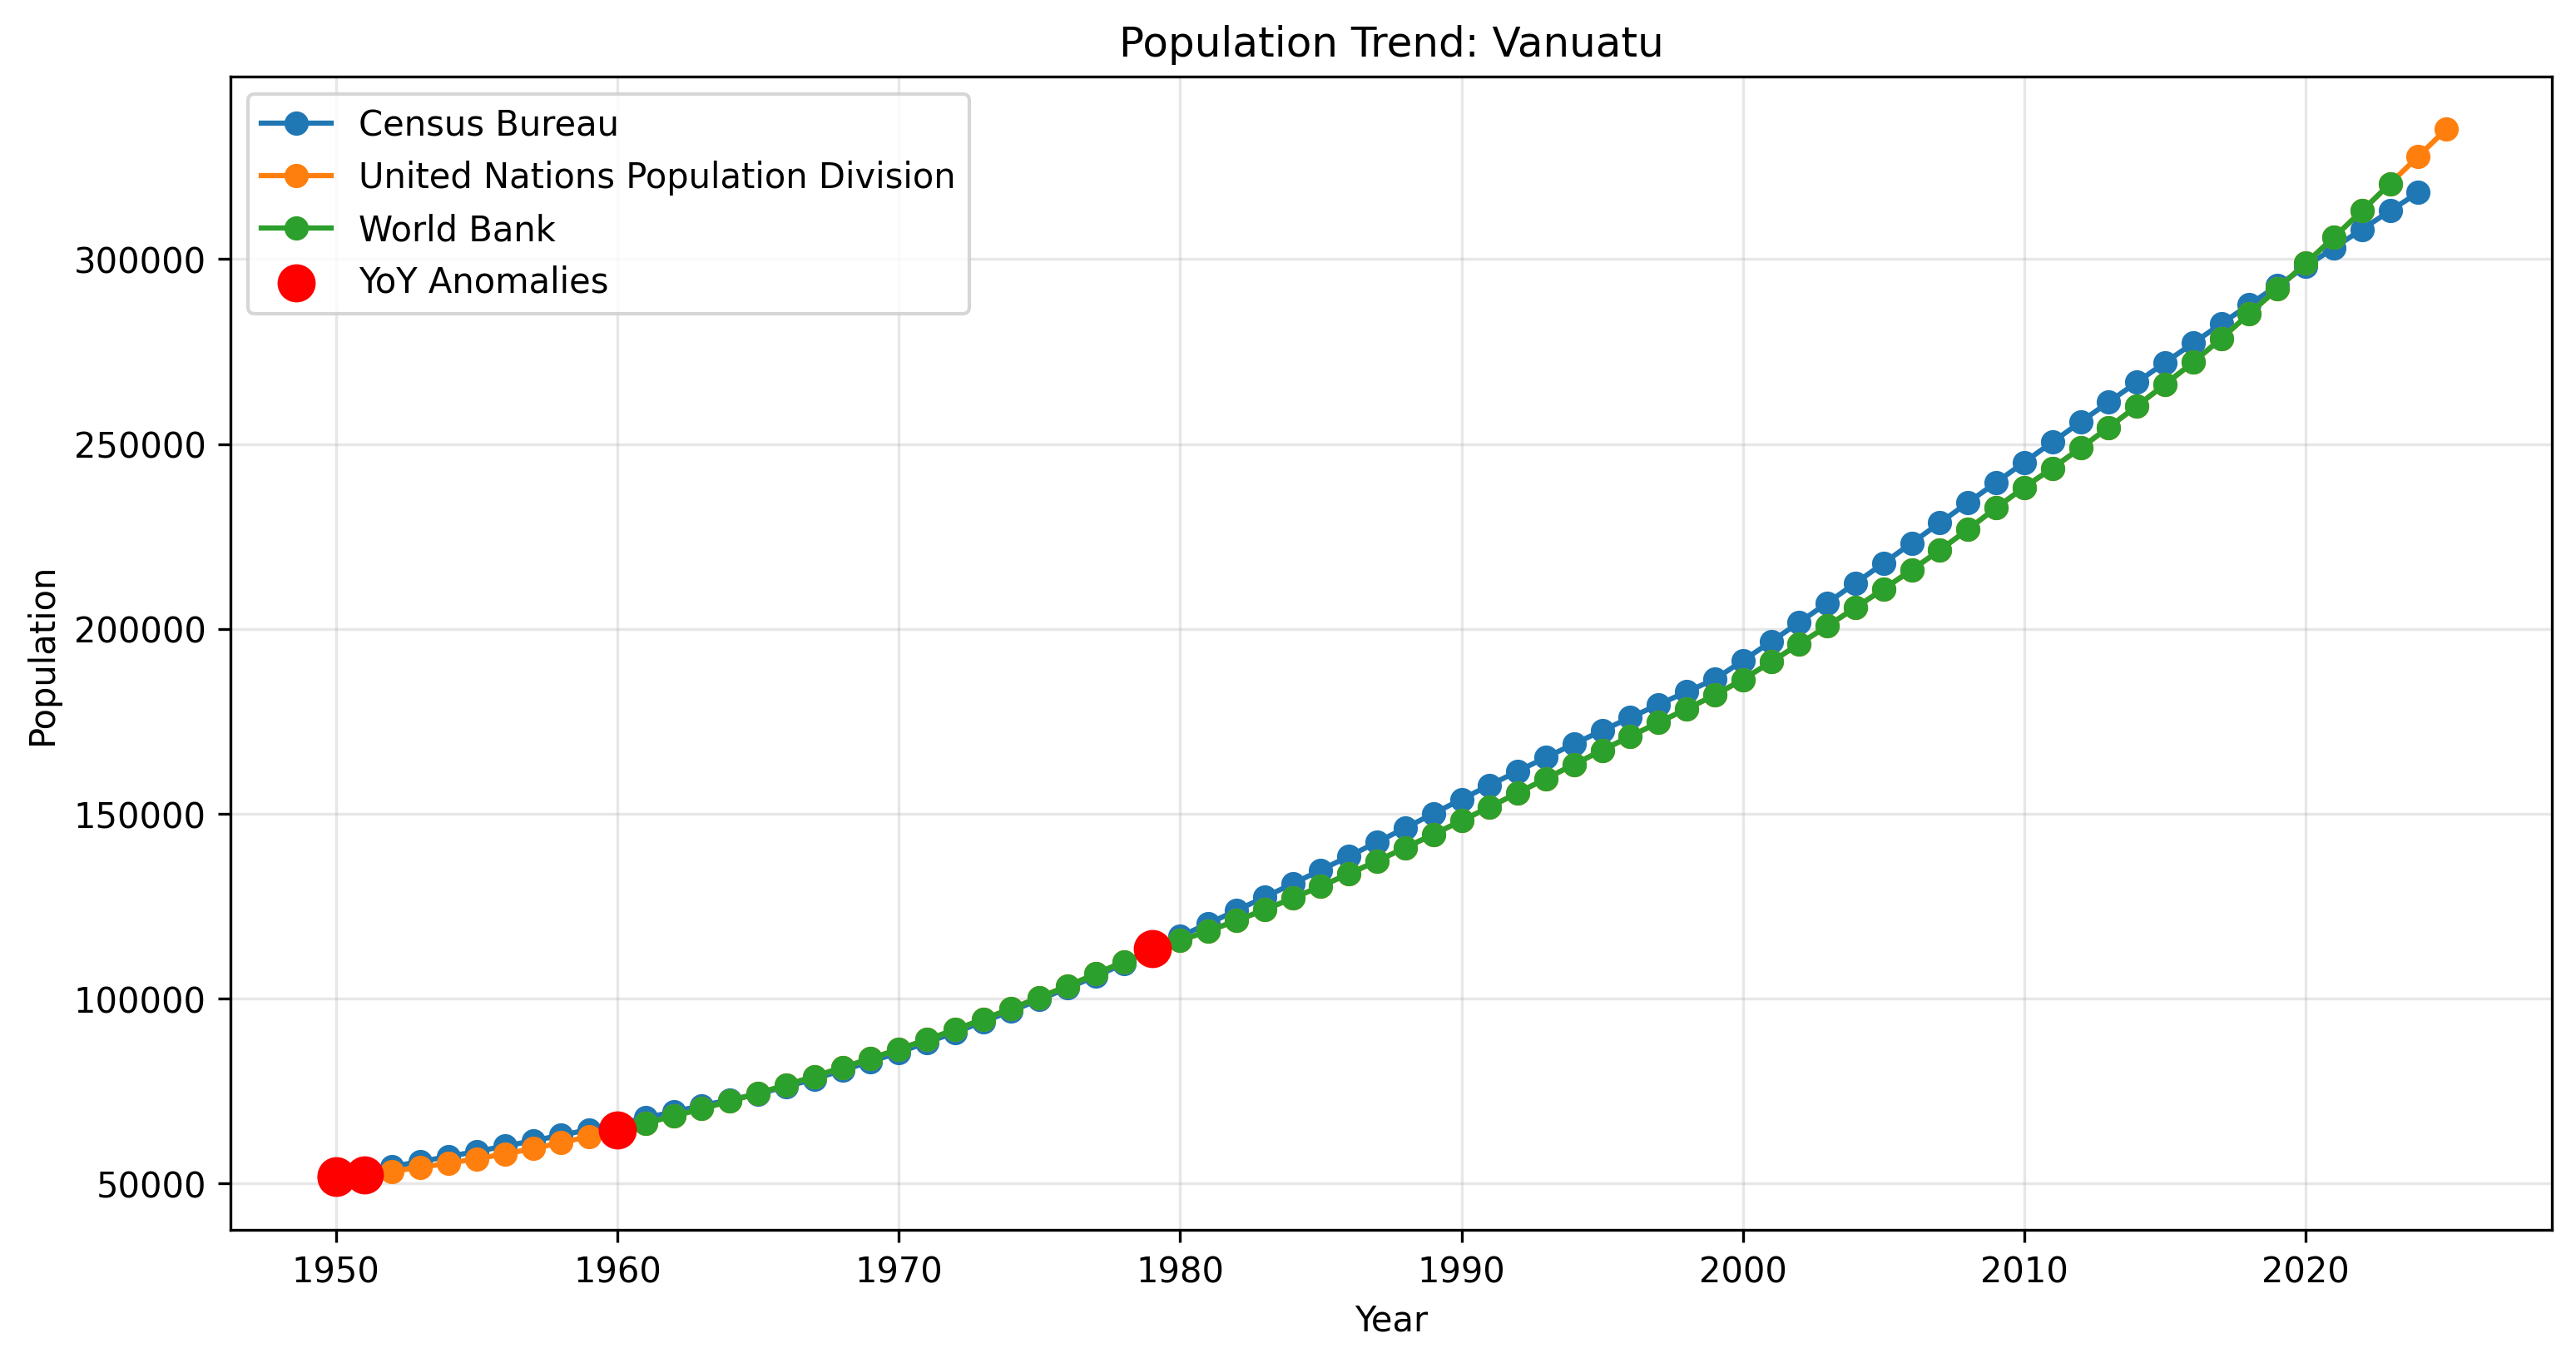 Population Trend: Vanuatu
Census Bureau
United Nations Population Division
World Bank
YoY Anomalies
300000
250000
200000
150000
100000
50000
Population
1950 1960 1970 1980 1990 2000 2010 2020
Year